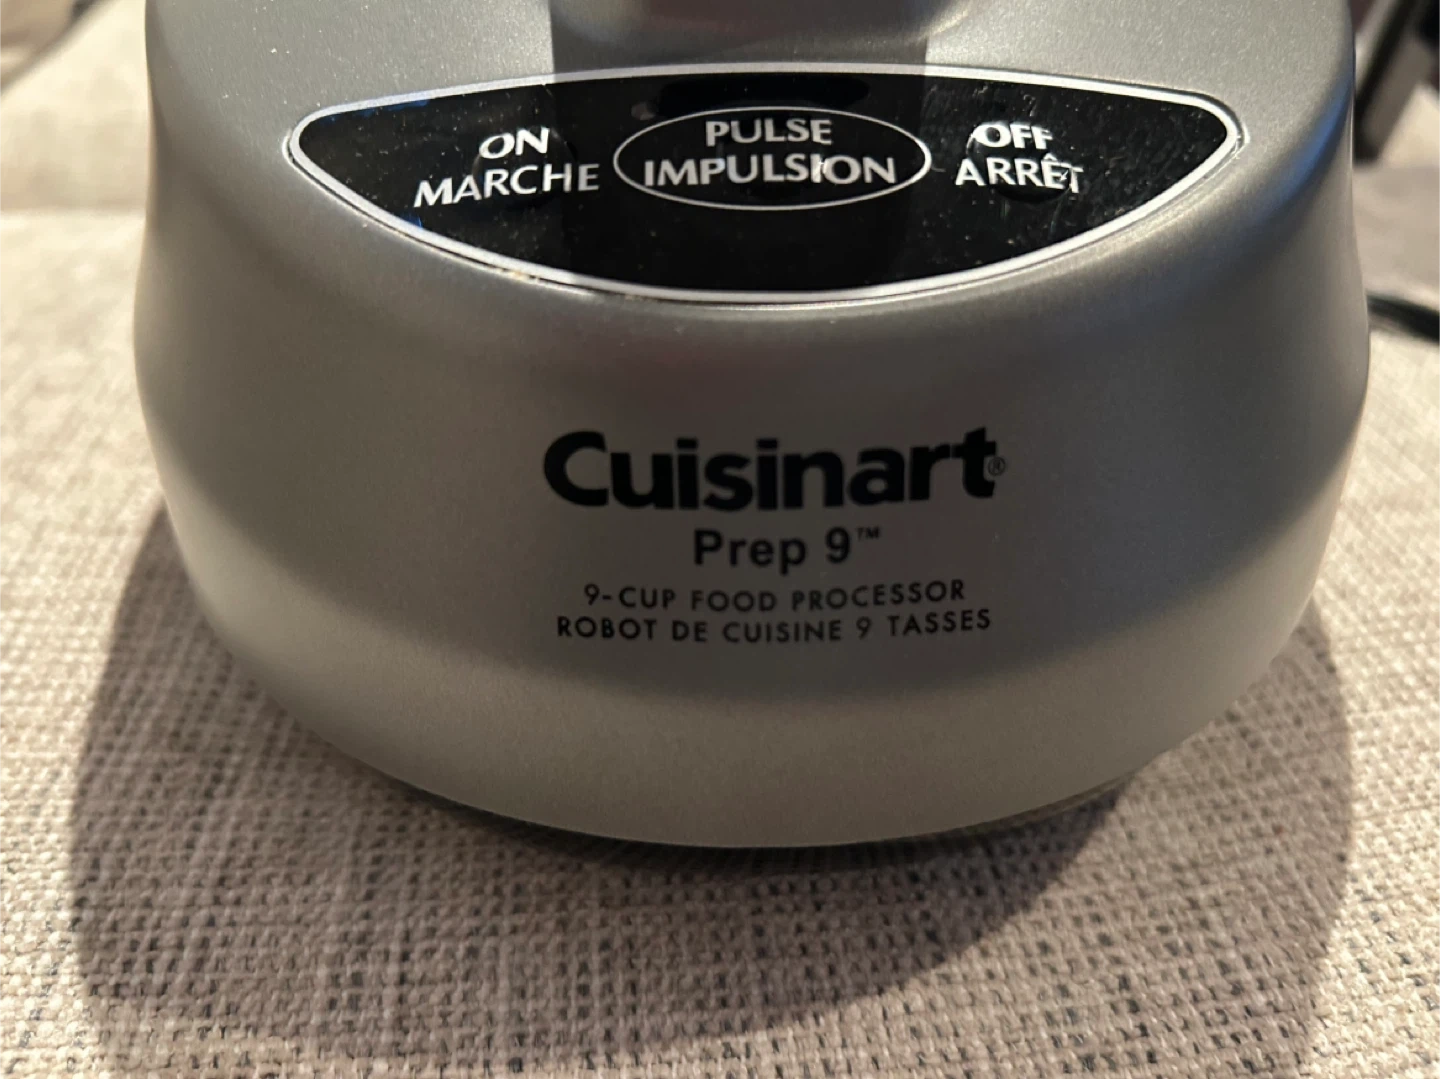 ON
MARCHE
PULSE
IMPULSION
OFF
ARRÊT
Cuisinart®
Prep 9™
9-CUP FOOD PROCESSOR
ROBOT DE CUISINE 9 TASSES